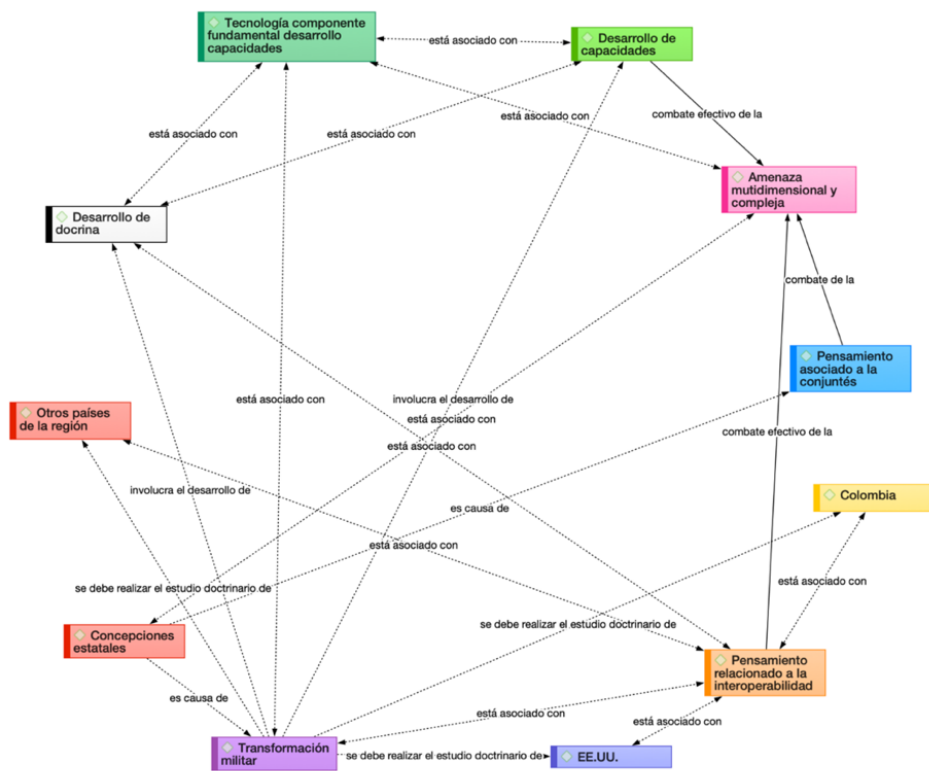 Tecnología componente
fundamental desarrollo
capacidades
está asociado con
Desarrollo de
capacidades
está asociado con
combate efectivo de la
está asociado con
está asociado con
Amenaza
mutidimensional y
compleja
Desarrollo de
docrina
combate de la
Pensamiento
asociado a la
conjuntés
está asociado con
involucra el desarrollo de
está asociado con
Otros países
de la región
combate efectivo de la
está asociado con
involucra el desarrollo de
Colombia
es causa de
está asociado con
está asociado con
se debe realizar el estudio doctrinario de
se debe realizar el estudio doctrinario de
Concepciones
estatales
Pensamiento
relacionado a la
interoperabilidad
es causa de
está asociado con
está asociado con
Transformación
militar
se debe realizar el estudio doctrinario de
EE.UU.